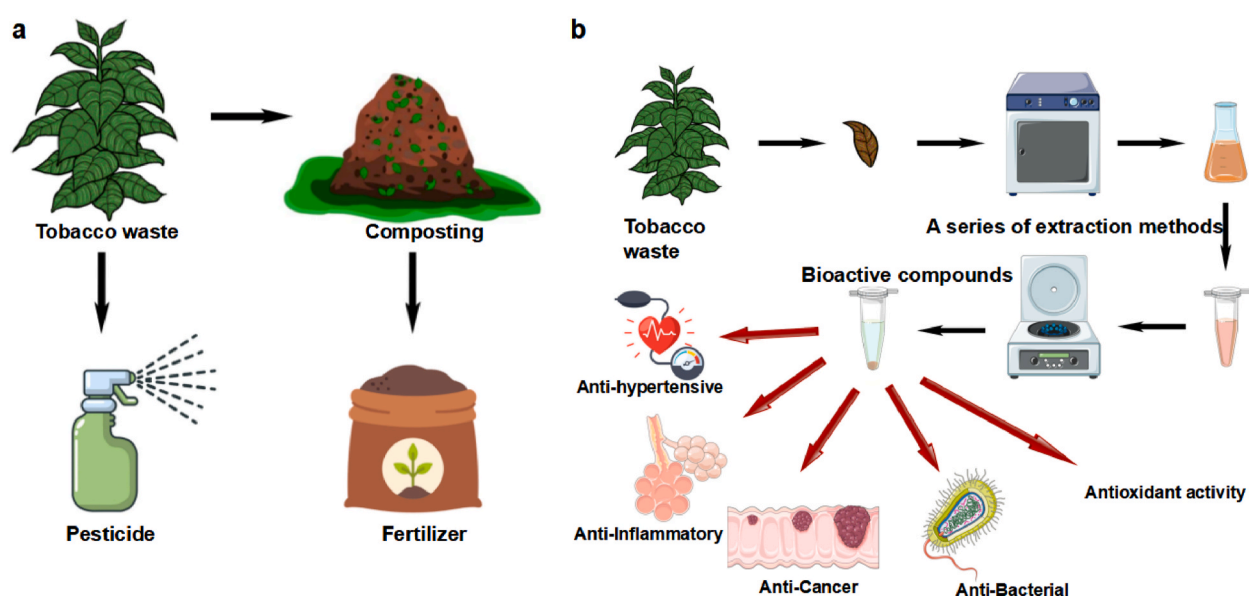 a
Tobacco waste
Composting
Pesticide
Fertilizer
b
Tobacco
waste
A series of extraction methods
Bioactive compounds
Anti-hypertensive
Anti-Inflammatory
Anti-Cancer
Anti-Bacterial
Antioxidant activity